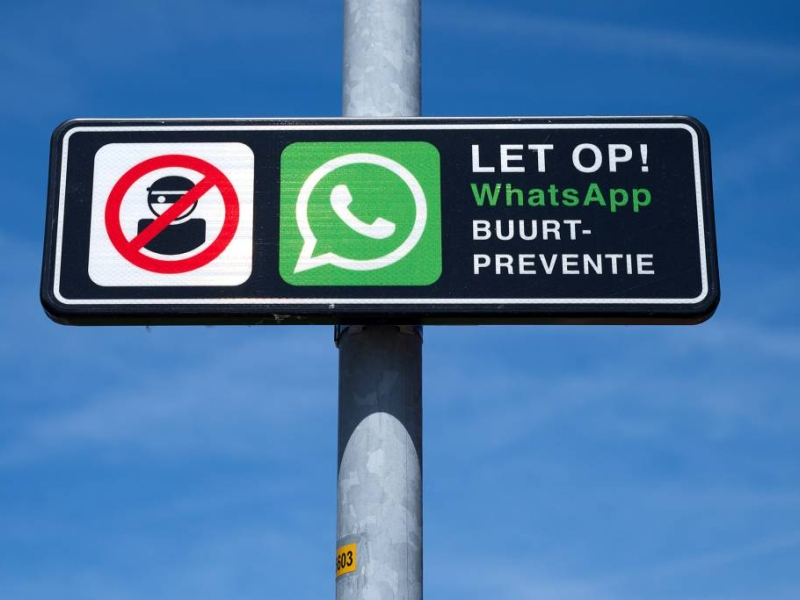 LET OP!
WhatsApp
BUURT-
PREVENTIE
603